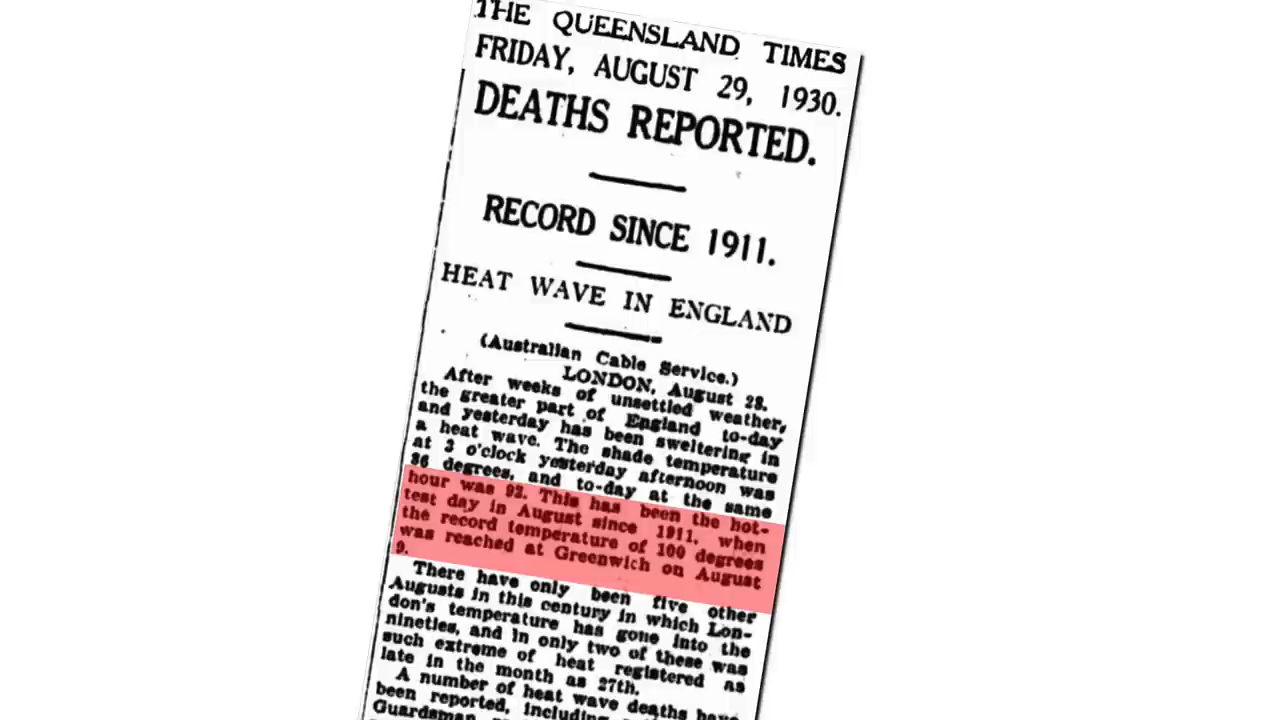 THE QUEENSLAND TIMES
FRIDAY, AUGUST 29, 1930.
DEATHS REPORTED.
RECORD SINCE 1911.
HEAT WAVE IN ENGLAND
(Australian Cable Service.)
LONDON, August 28.
After weeks of unsettled weather,
the greater part of England to-day
and yesterday has been sweltering in
a heat wave. The shade temperature
at 3 o'clock yesterday afternoon was
86 degrees, and to-day at the same
hour was 92. This has been the hot-
test day in August since 1911, when
the record temperature of 100 degrees
was reached at Greenwich on August
9.
There have only been five other
Augusts in this century in which Lon-
don's temperature has gone into the
nineties, and in only two of these was
such extreme of heat registered as
late in the month as 27th.
A number of heat wave deaths have
been reported, including
Guardsman